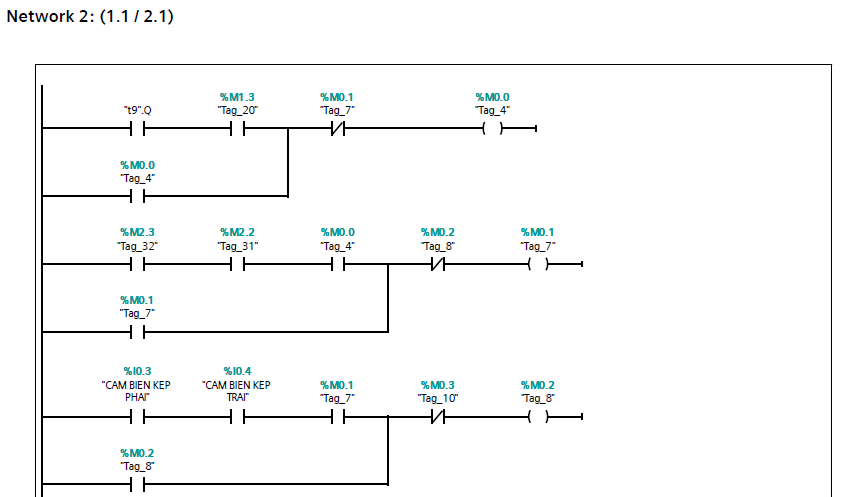 Network 2: (1.1 / 2.1)
%M1.3 %M0.1 %M0.0
"t9".Q "Tag_20" "Tag_7" "Tag_4"
%M0.0
"Tag_4"
%M2.3 %M2.2 %M0.0 %M0.2 %M0.1
"Tag_32" "Tag_31" "Tag_4" "Tag_8" "Tag_7"
%M0.1
"Tag_7"
%I0.3 %I0.4
"CAM BIEN KEP "CAM BIEN KEP %M0.1 %M0.3 %M0.2
PHAI" TRAI" "Tag_7" "Tag_10" "Tag_8"
%M0.2
"Tag_8"